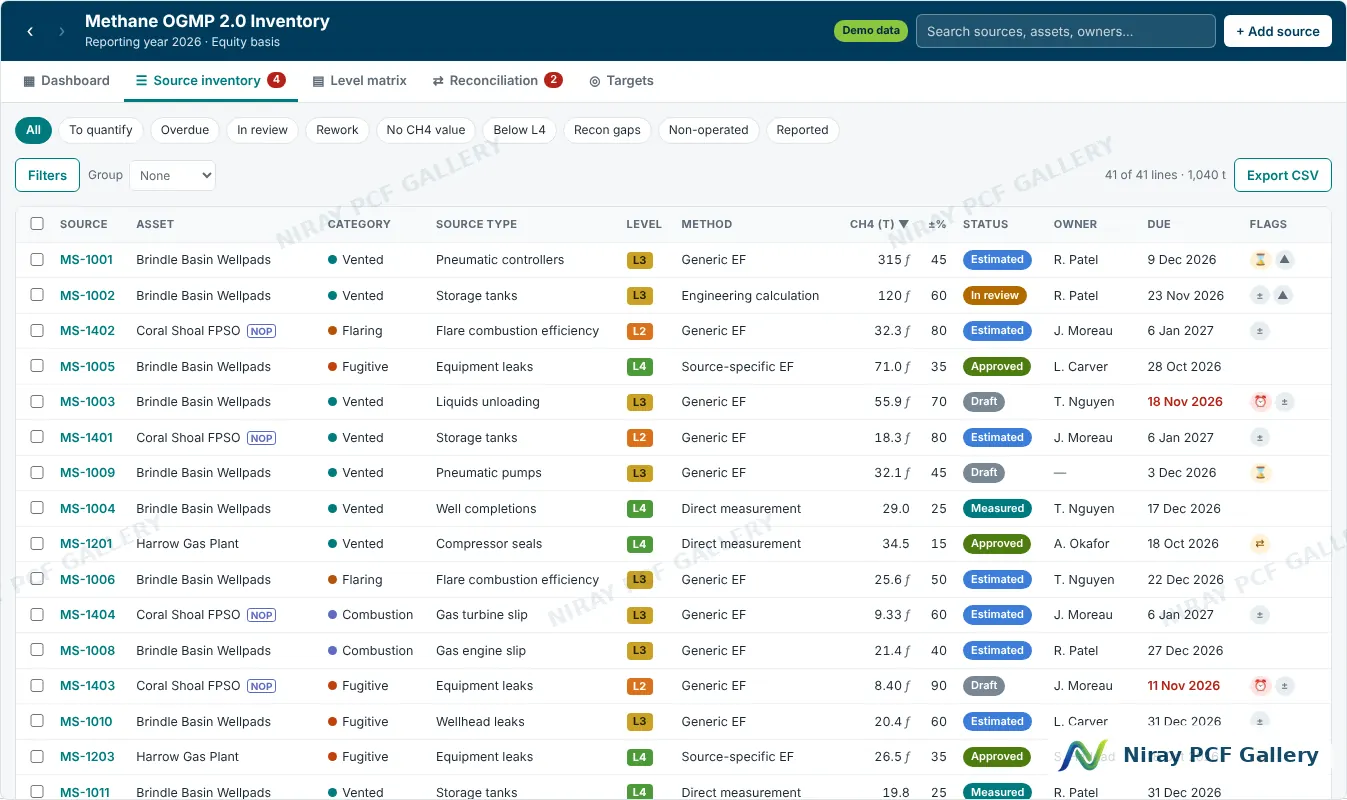 Methane OGMP 2.0 Inventory
Reporting year 2026 · Equity basis
Demo data
Search sources, assets, owners...
+ Add source
Dashboard
Source inventory 4
Level matrix
Reconciliation 2
Targets
All To quantify Overdue In review Rework No CH4 value Below L4 Recon gaps Non-operated Reported
Filters Group None 41 of 41 lines · 1,040 t Export CSV
SOURCE ASSET CATEGORY SOURCE TYPE LEVEL METHOD CH4 (T) ▼ ±% STATUS OWNER DUE FLAGS
MS-1001 Brindle Basin Wellpads Vented Pneumatic controllers L3 Generic EF 315 ƒ 45 Estimated R. Patel 9 Dec 2026 ⌛ ▲
MS-1002 Brindle Basin Wellpads Vented Storage tanks L3 Engineering calculation 120 ƒ 60 In review R. Patel 23 Nov 2026 ± ▲
MS-1402 Coral Shoal FPSO NOP Flaring Flare combustion efficiency L2 Generic EF 32.3 ƒ 80 Estimated J. Moreau 6 Jan 2027 ±
MS-1005 Brindle Basin Wellpads Fugitive Equipment leaks L4 Source-specific EF 71.0 ƒ 35 Approved L. Carver 28 Oct 2026
MS-1003 Brindle Basin Wellpads Vented Liquids unloading L3 Generic EF 55.9 ƒ 70 Draft T. Nguyen 18 Nov 2026 ⏰ ±
MS-1401 Coral Shoal FPSO NOP Vented Storage tanks L2 Generic EF 18.3 ƒ 80 Estimated J. Moreau 6 Jan 2027 ±
MS-1009 Brindle Basin Wellpads Vented Pneumatic pumps L3 Generic EF 32.1 ƒ 45 Draft — 3 Dec 2026 ⌛
MS-1004 Brindle Basin Wellpads Vented Well completions L4 Direct measurement 29.0 25 Measured T. Nguyen 17 Dec 2026
MS-1201 Harrow Gas Plant Vented Compressor seals L4 Direct measurement 34.5 15 Approved A. Okafor 18 Oct 2026 ⇄
MS-1006 Brindle Basin Wellpads Flaring Flare combustion efficiency L3 Generic EF 25.6 ƒ 50 Estimated T. Nguyen 22 Dec 2026
MS-1404 Coral Shoal FPSO NOP Combustion Gas turbine slip L3 Generic EF 9.33 ƒ 60 Estimated J. Moreau 6 Jan 2027 ±
MS-1008 Brindle Basin Wellpads Combustion Gas engine slip L3 Generic EF 21.4 ƒ 40 Estimated R. Patel 27 Dec 2026
MS-1403 Coral Shoal FPSO NOP Fugitive Equipment leaks L2 Generic EF 8.40 ƒ 90 Draft J. Moreau 11 Nov 2026 ⏰ ±
MS-1010 Brindle Basin Wellpads Fugitive Wellhead leaks L3 Generic EF 20.4 ƒ 60 Estimated L. Carver 31 Dec 2026 ±
MS-1203 Harrow Gas Plant Fugitive Equipment leaks L4 Source-specific EF 26.5 ƒ 35 Approved
MS-1011 Brindle Basin Wellpads Vented Storage tanks L4 Direct measurement 19.8 25 Measured R. Patel 31 Dec 2026
Niray PCF Gallery
NIRAY PCF GALLERY
NIRAY PCF GALLERY
NIRAY PCF GALLERY
NIRAY PCF GALLERY